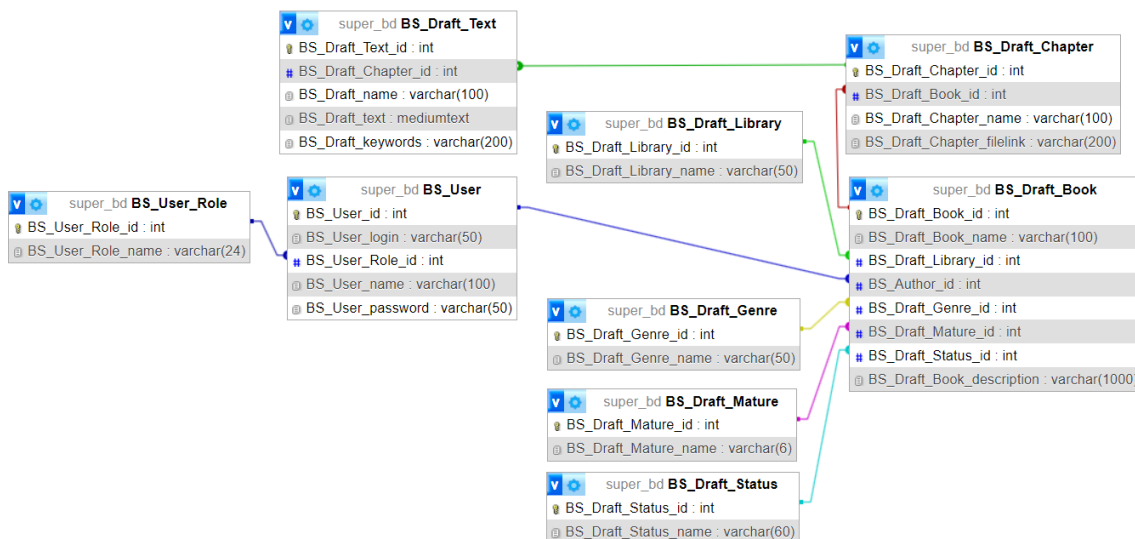 super_bd BS_Draft_Text
BS_Draft_Text_id : int
BS_Draft_Chapter_id : int
BS_Draft_name : varchar(100)
BS_Draft_text : mediumtext
BS_Draft_keywords : varchar(200)
super_bd BS_Draft_Chapter
BS_Draft_Chapter_id : int
BS_Draft_Book_id : int
BS_Draft_Chapter_name : varchar(100)
BS_Draft_Chapter_filelink : varchar(200)
super_bd BS_Draft_Library
BS_Draft_Library_id : int
BS_Draft_Library_name : varchar(50)
super_bd BS_User_Role
BS_User_Role_id : int
BS_User_Role_name : varchar(24)
super_bd BS_User
BS_User_id : int
BS_User_login : varchar(50)
BS_User_Role_id : int
BS_User_name : varchar(100)
BS_User_password : varchar(50)
super_bd BS_Draft_Book
BS_Draft_Book_id : int
BS_Draft_Book_name : varchar(100)
BS_Draft_Library_id : int
BS_Author_id : int
BS_Draft_Genre_id : int
BS_Draft_Mature_id : int
BS_Draft_Status_id : int
BS_Draft_Book_description : varchar(1000)
super_bd BS_Draft_Genre
BS_Draft_Genre_id : int
BS_Draft_Genre_name : varchar(50)
super_bd BS_Draft_Mature
BS_Draft_Mature_id : int
BS_Draft_Mature_name : varchar(6)
super_bd BS_Draft_Status
BS_Draft_Status_id : int
BS_Draft_Status_name : varchar(60)